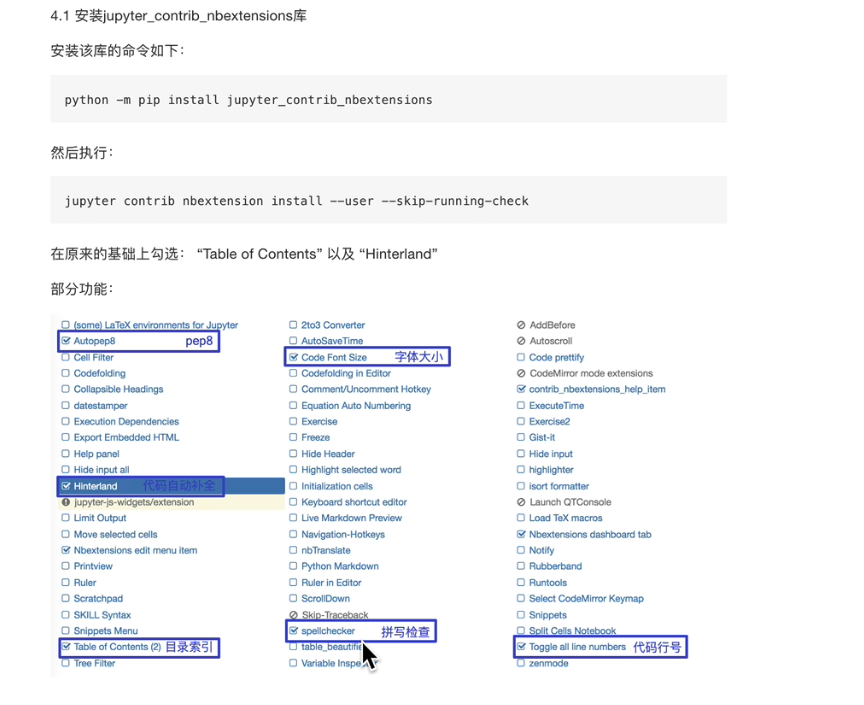 4.1 安装jupyter_contrib_nbextensions库
安装该库的命令如下：
python -m pip install jupyter_contrib_nbextensions
然后执行：
jupyter contrib nbextension install --user --skip-running-check
在原来的基础上勾选： “Table of Contents” 以及 “Hinterland”
部分功能：
(some) LaTeX environments for Jupyter
Autopep8 pep8
Cell Filter
Codefolding
Collapsible Headings
datestamper
Execution Dependencies
Export Embedded HTML
Help panel
Hide input all
Hinterland 代码自动补全
jupyter-js-widgets/extension
Limit Output
Move selected cells
Nbextensions edit menu item
Printview
Ruler
Scratchpad
SKILL Syntax
Snippets Menu
Table of Contents (2) 目录索引
Tree Filter
2to3 Converter
AutoSaveTime
Code Font Size 字体大小
Codefolding in Editor
Comment/Uncomment Hotkey
Equation Auto Numbering
Exercise
Freeze
Hide Header
Highlight selected word
Initialization cells
Keyboard shortcut editor
Live Markdown Preview
Navigation-Hotkeys
nbTranslate
Python Markdown
Ruler in Editor
ScrollDown
Skip-Traceback
spellchecker 拼写检查
table_beautifie
Variable Inspe
AddBefore
Autoscroll
Code prettify
CodeMirror mode extensions
contrib_nbextensions_help_item
ExecuteTime
Exercise2
Gist-it
Hide input
highlighter
isort formatter
Launch QTConsole
Load TeX macros
Nbextensions dashboard tab
Notify
Rubberband
Runtools
Select CodeMirror Keymap
Snippets
Split Cells Notebook
Toggle all line numbers 代码行号
zenmode